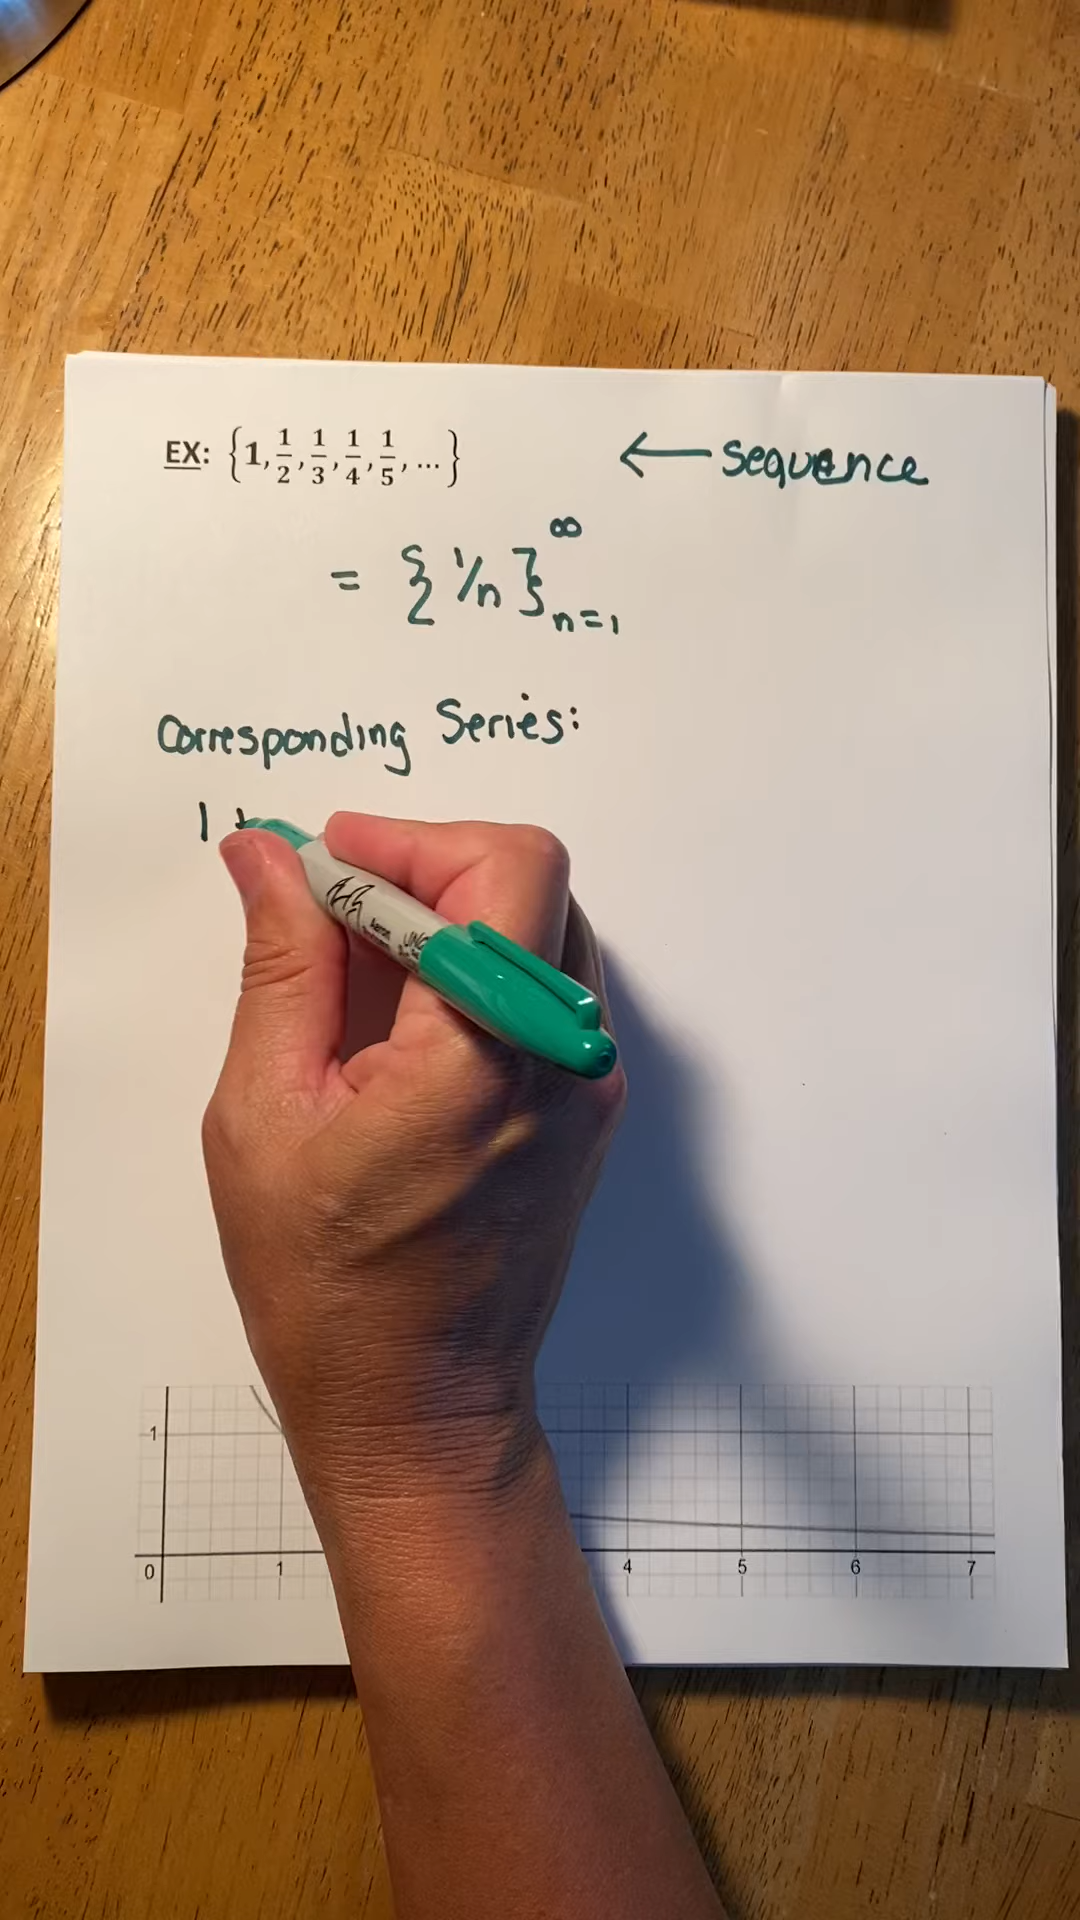 EX: {1, 1/2, 1/3, 1/4, 1/5, ...} ← sequence
= {1/n}^∞_{n=1}
Corresponding Series:
1 +
1
0 1 4 5 6 7